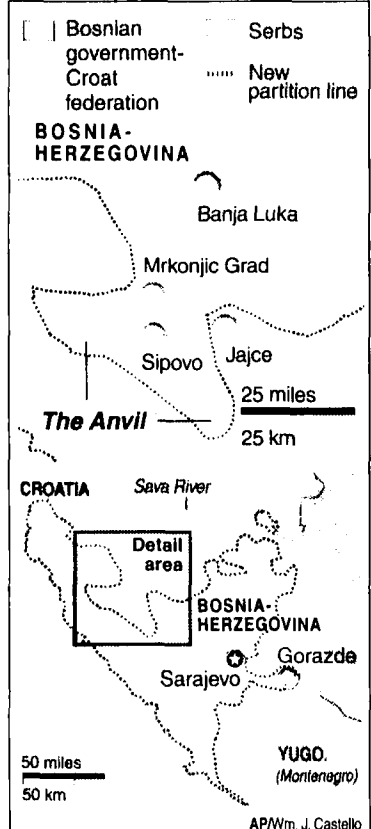 Bosnian
government-
Croat
federation
Serbs
New
partition line
BOSNIA-
HERZEGOVINA
Banja Luka
Mrkonjic Grad
Sipovo
Jajce
The Anvil
25 miles
25 km
CROATIA
Sava River
Detail
area
BOSNIA-
HERZEGOVINA
Sarajevo
Gorazde
YUGO.
(Montenegro)
50 miles
50 km
AP/Wm. J. Castello